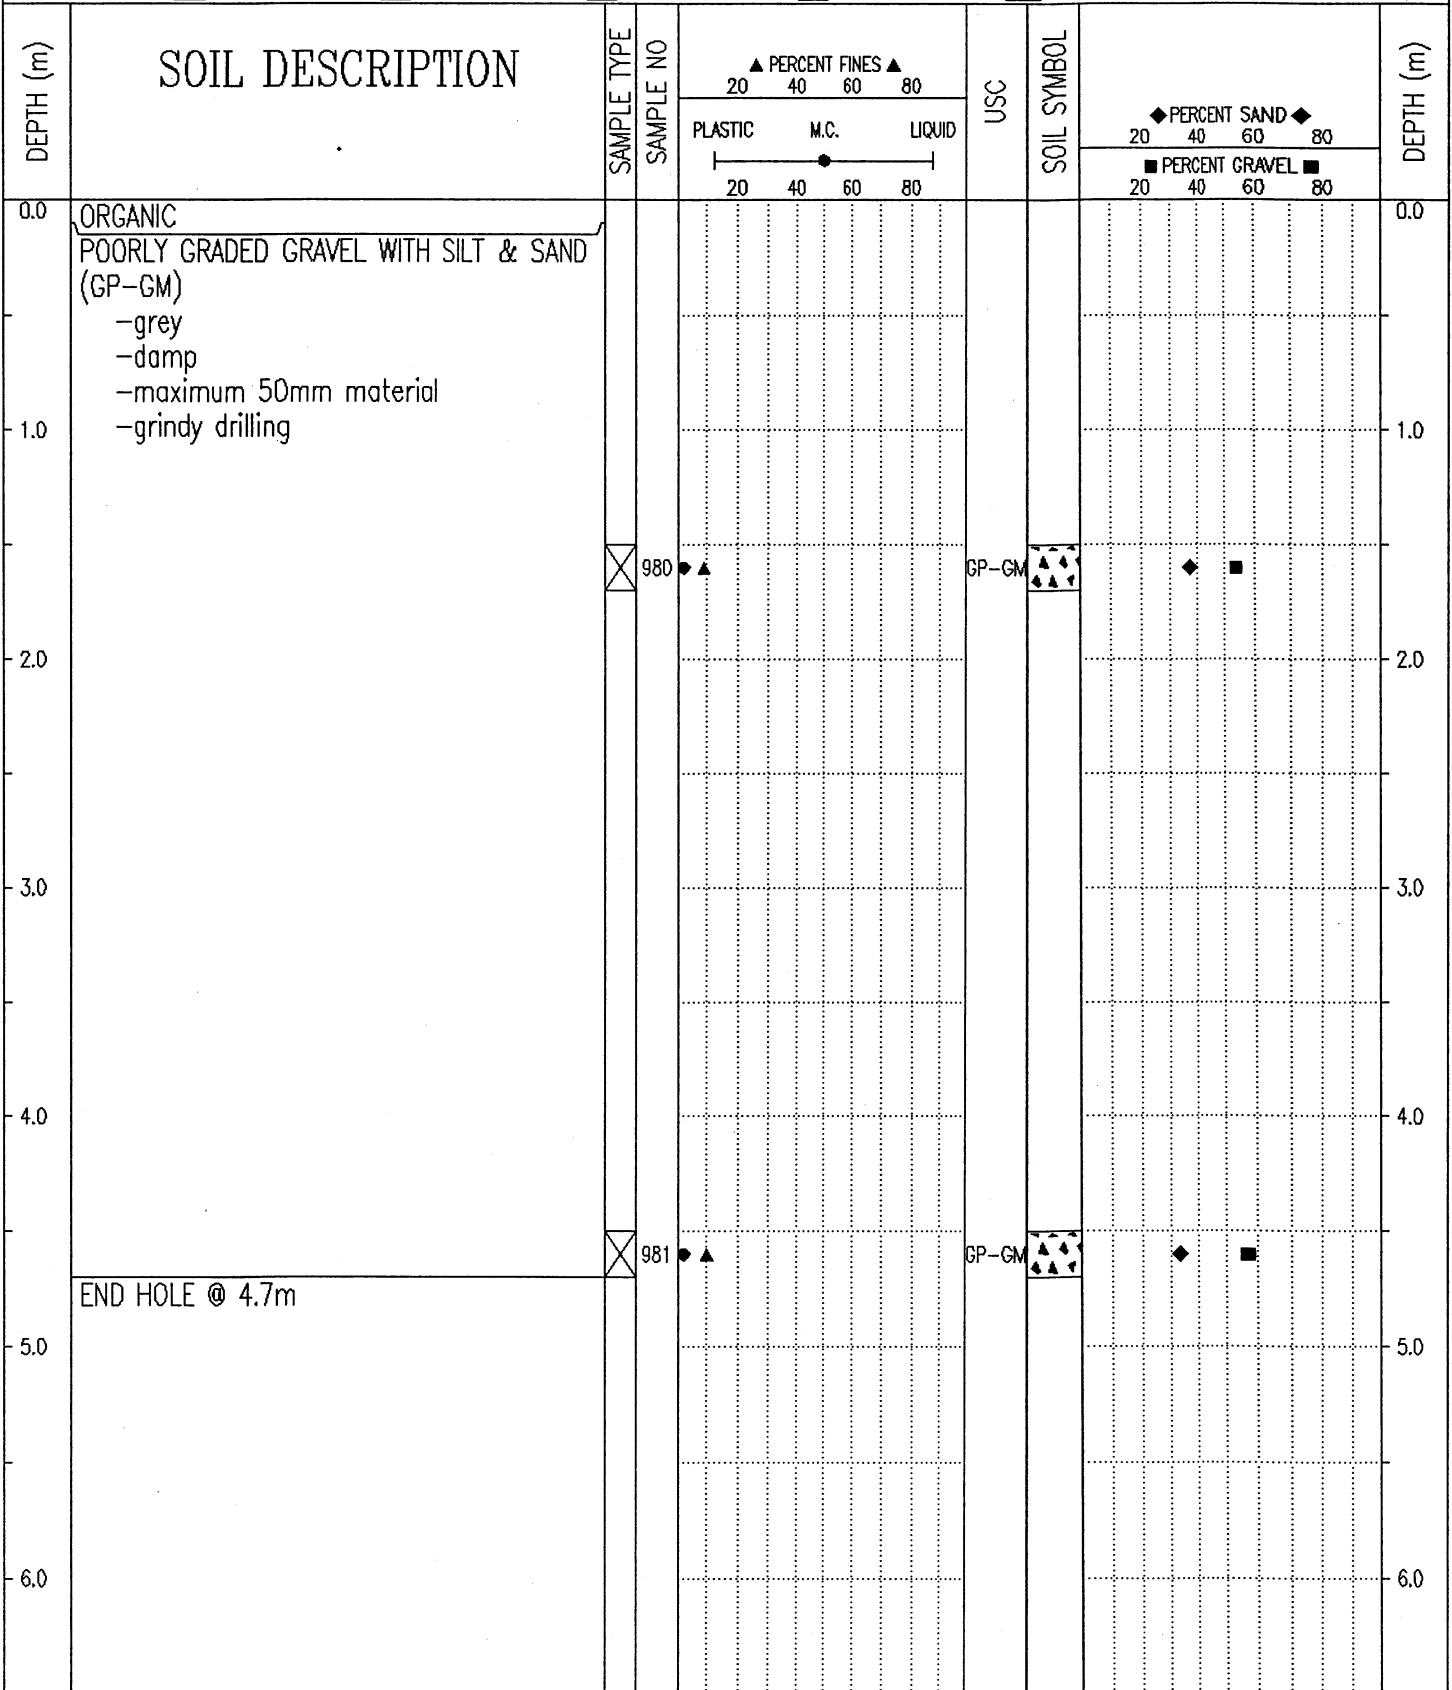 DEPTH (m)
SOIL DESCRIPTION
SAMPLE TYPE
SAMPLE NO
▲ PERCENT FINES ▲
20 40 60 80
PLASTIC M.C. LIQUID
20 40 60 80
USC
SOIL SYMBOL
◆PERCENT SAND◆
20 40 60 80
■PERCENT GRAVEL■
20 40 60 80
DEPTH (m)
0.0 ORGANIC 0.0
POORLY GRADED GRAVEL WITH SILT & SAND
(GP-GM)
-grey
-damp
-maximum 50mm material
1.0 -grindy drilling 1.0
980 GP-GM
2.0 2.0
3.0 3.0
4.0 4.0
981 GP-GM
END HOLE @ 4.7m
5.0 5.0
6.0 6.0